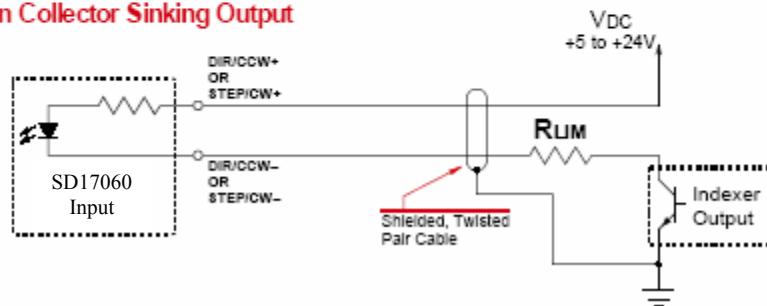 n Collector Sinking Output
VDC
+5 to +24V
DIR/CCW+
OR
STEP/CW+
RLIM
DIR/CCW–
OR
STEP/CW–
SD17060
Input
Shielded, Twisted
Pair Cable
Indexer
Output